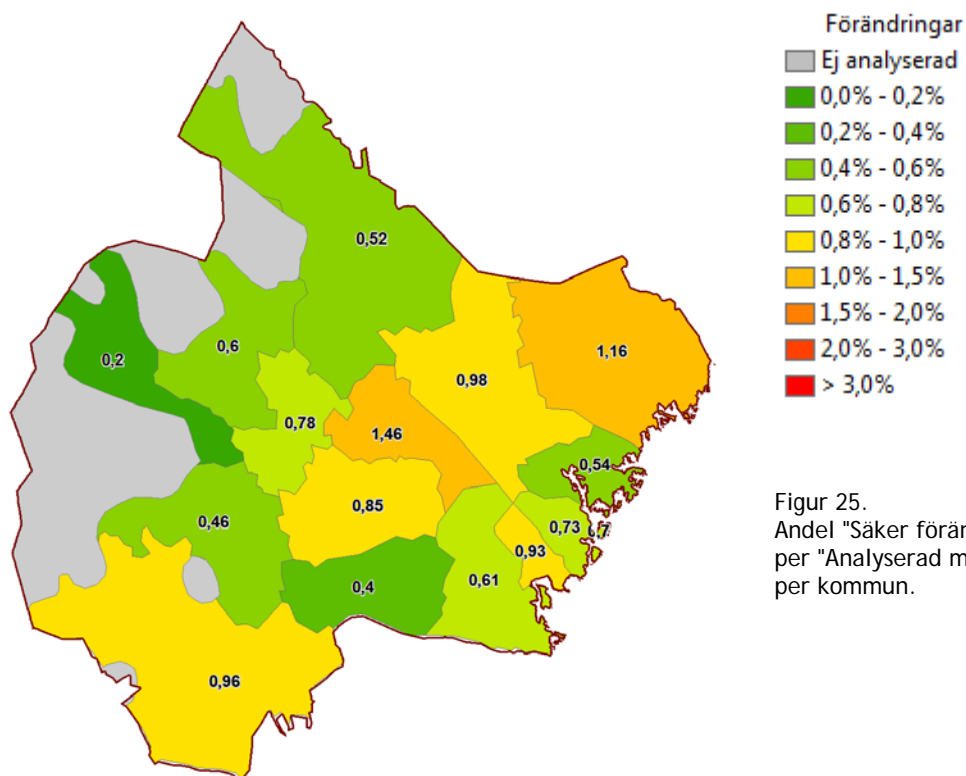 Förändringar
Ej analyserad
0,0% - 0,2%
0,2% - 0,4%
0,4% - 0,6%
0,6% - 0,8%
0,8% - 1,0%
1,0% - 1,5%
1,5% - 2,0%
2,0% - 3,0%
> 3,0%
0,52
0,2
0,6
1,16
0,98
0,78
1,46
0,54
0,85
0,46
0,73
0,7
0,93
0,61
0,4
0,96
Figur 25.
Andel "Säker förän
per "Analyserad m
per kommun.